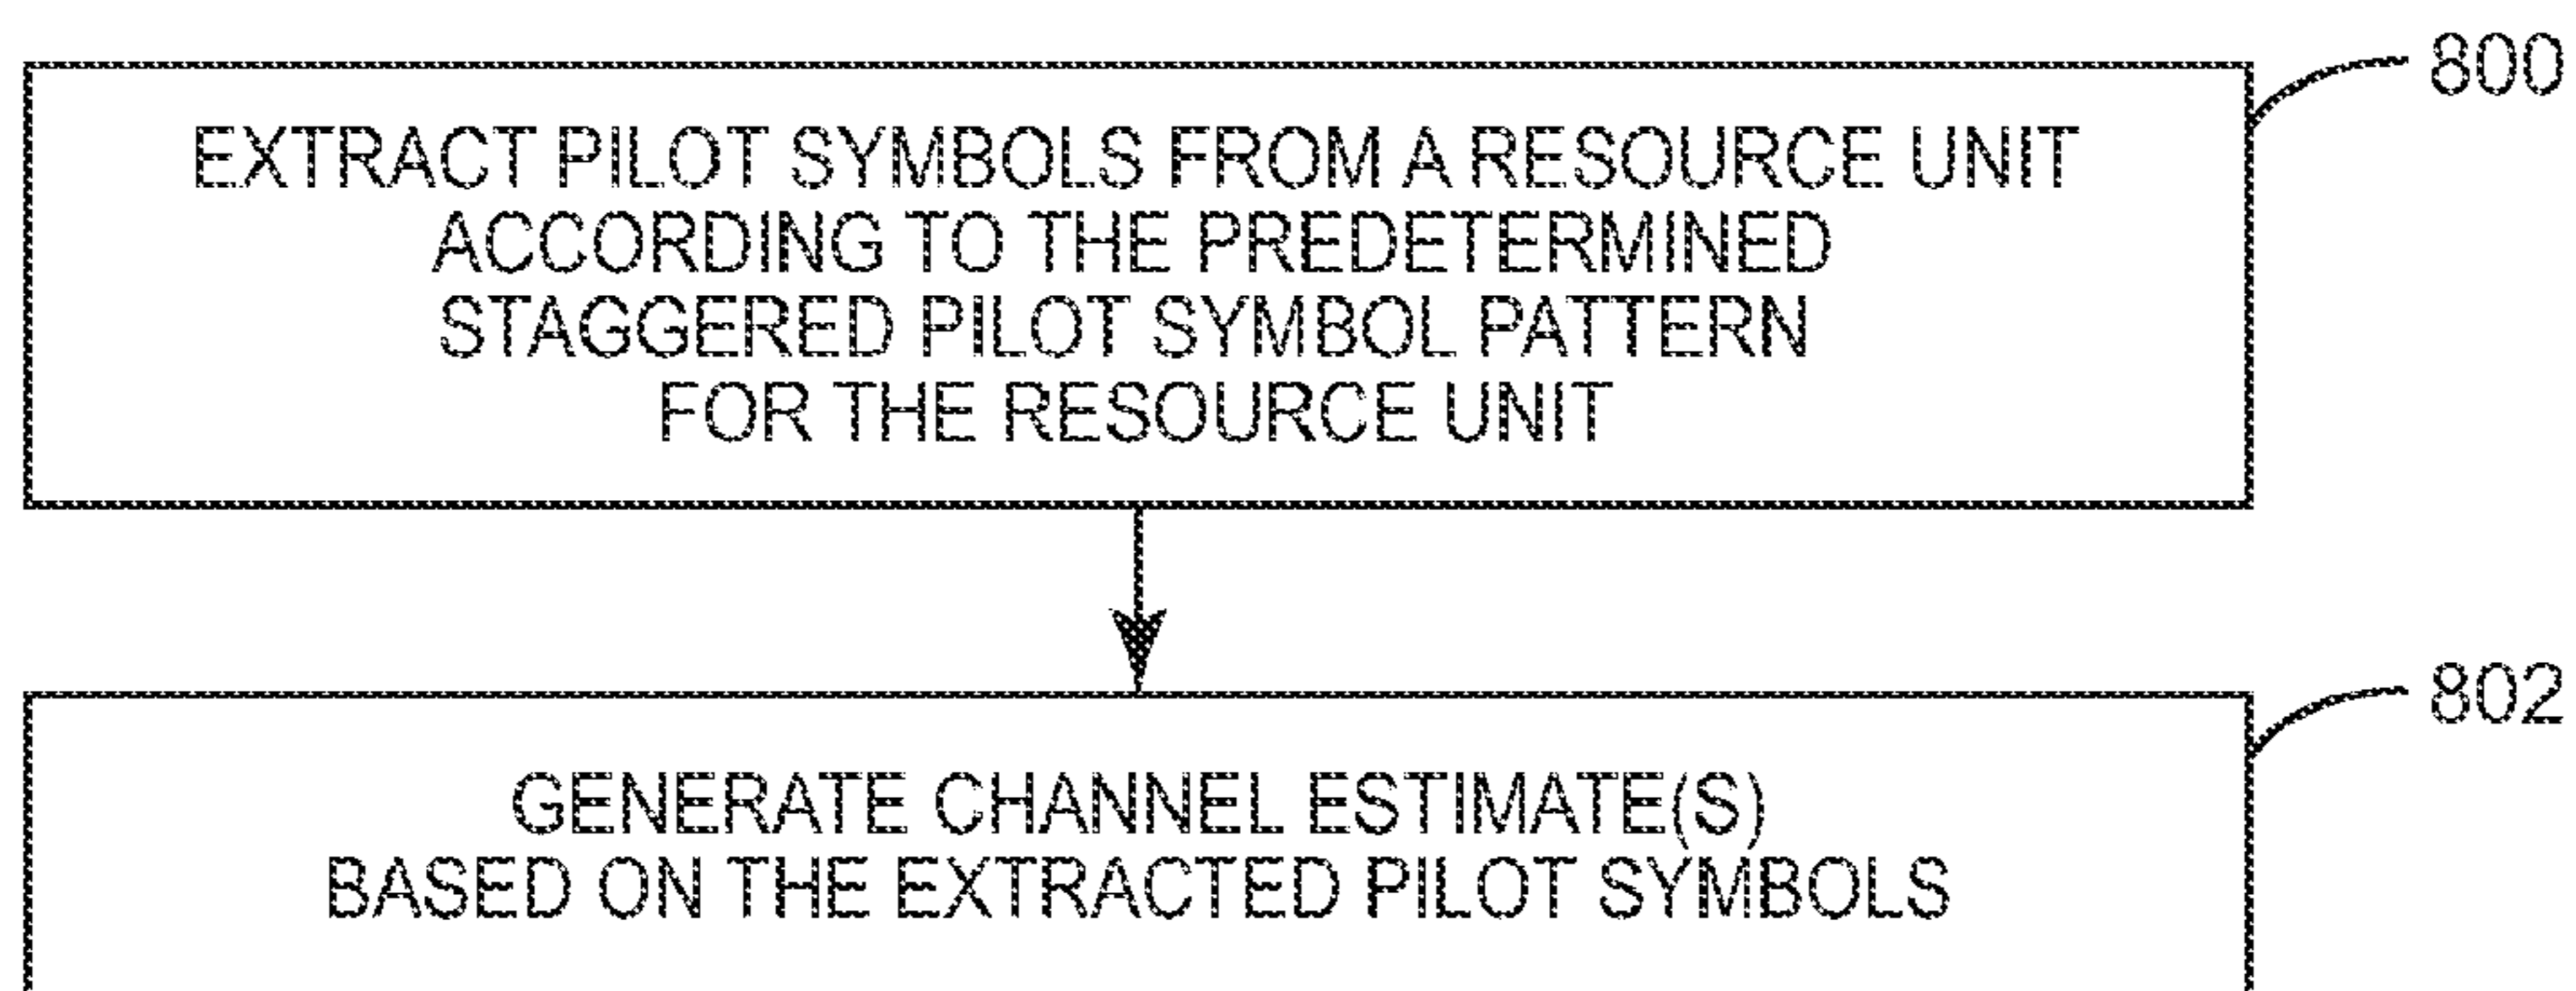 800
EXTRACT PILOT SYMBOLS FROM A RESOURCE UNIT
ACCORDING TO THE PREDETERMINED
STAGGERED PILOT SYMBOL PATTERN
FOR THE RESOURCE UNIT
802
GENERATE CHANNEL ESTIMATE(S)
BASED ON THE EXTRACTED PILOT SYMBOLS